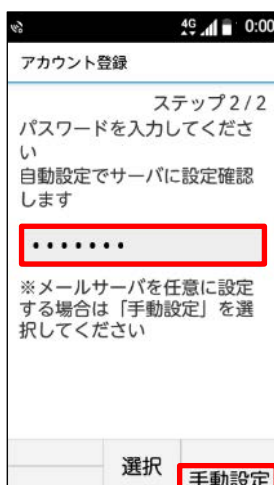 4G 0:00
アカウント登録
ステップ2/2
パスワードを入力してくださ
い
自動設定でサーバに設定確認
します
•••••••
※メールサーバを任意に設定
する場合は「手動設定」を選
択してください
選択
手動設定